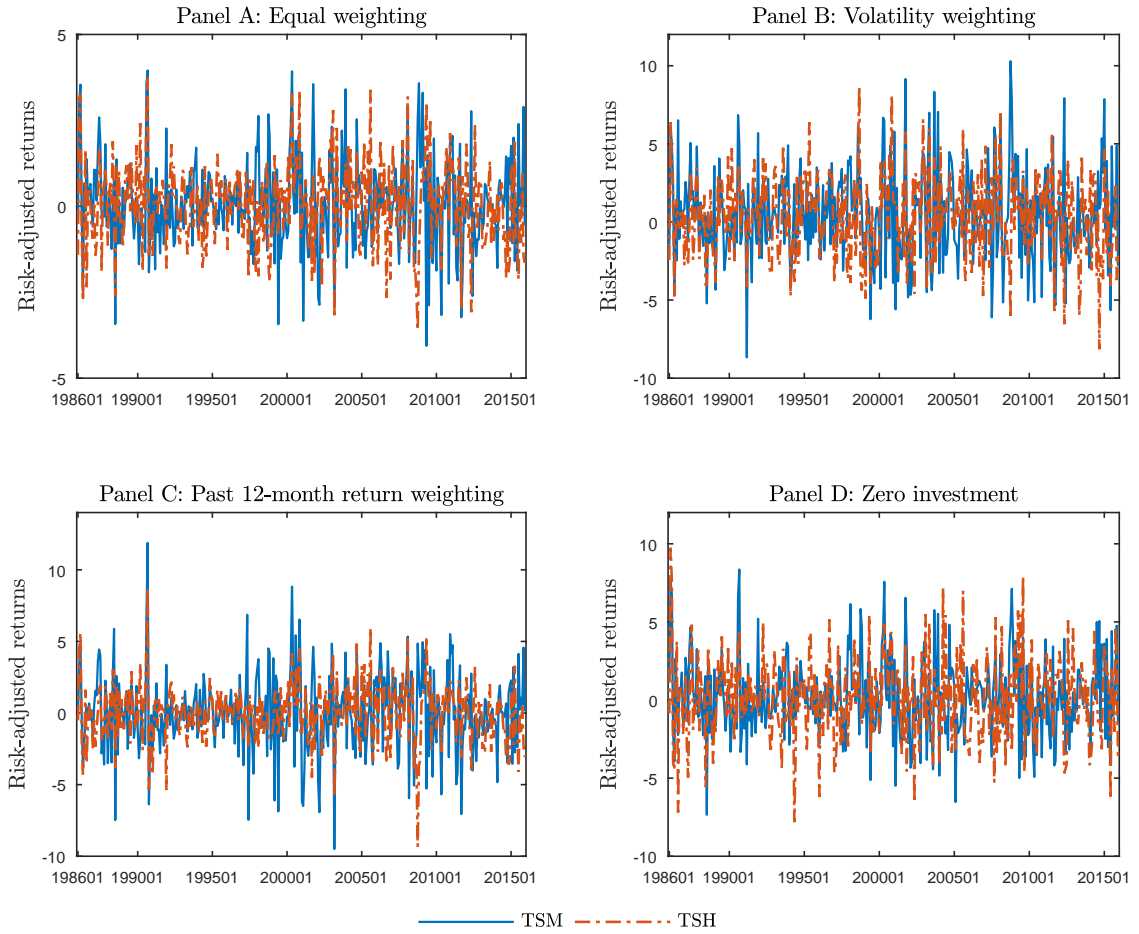 Panel A: Equal weighting
Risk-adjusted returns
5
0
-5
198601 199001 199501 200001 200501 201001 201501
Panel B: Volatility weighting
Risk-adjusted returns
10
5
0
-5
-10
198601 199001 199501 200001 200501 201001 201501
Panel C: Past 12-month return weighting
Risk-adjusted returns
10
5
0
-5
-10
198601 199001 199501 200001 200501 201001 201501
Panel D: Zero investment
Risk-adjusted returns
10
5
0
-5
-10
198601 199001 199501 200001 200501 201001 201501
TSM TSH